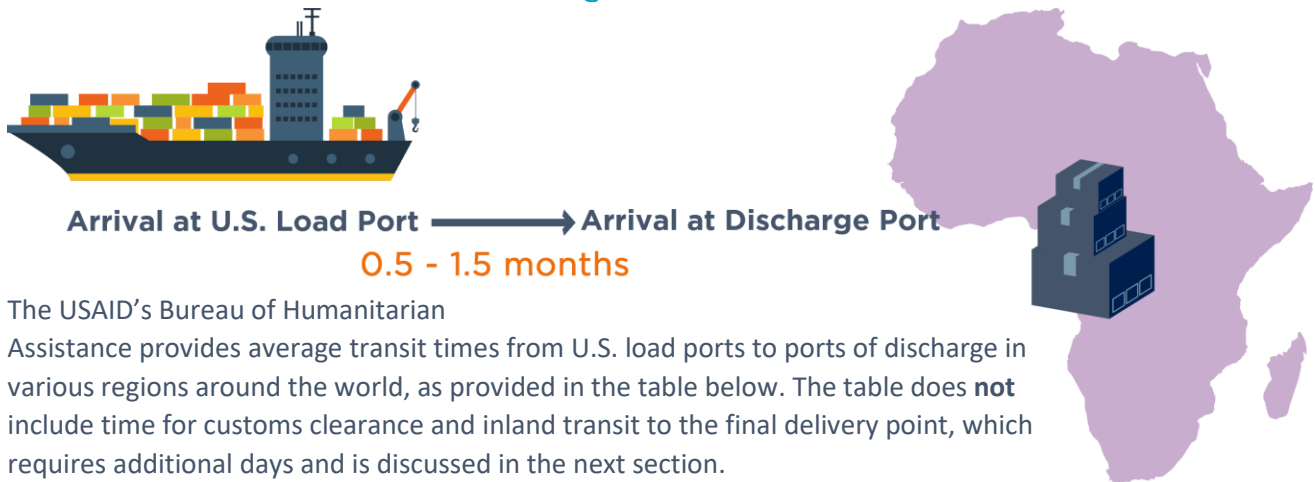 Arrival at U.S. Load Port Arrival at Discharge Port
0.5 - 1.5 months
The USAID’s Bureau of Humanitarian
Assistance provides average transit times from U.S. load ports to ports of discharge in
various regions around the world, as provided in the table below. The table does not
include time for customs clearance and inland transit to the final delivery point, which
requires additional days and is discussed in the next section.